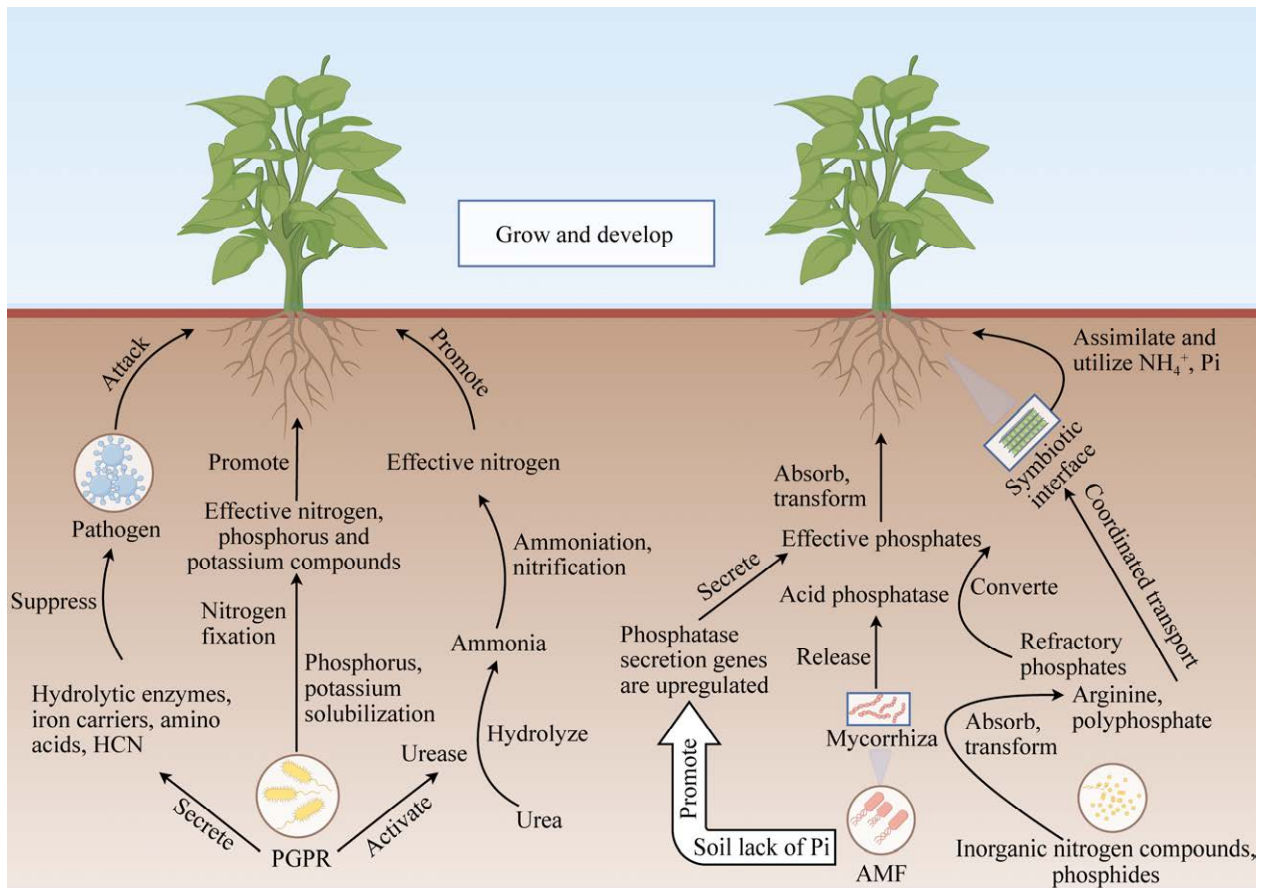 Grow and develop
Attack
Promote
Pathogen
Suppress
Hydrolytic enzymes,
iron carriers, amino
acids, HCN
Secrete
PGPR
Promote
Effective nitrogen,
phosphorus and
potassium compounds
Nitrogen
fixation
Phosphorus,
potassium
solubilization
Activate
Urease
Effective nitrogen
Ammoniation,
nitrification
Ammonia
Hydrolyze
Urea
Assimilate and
utilize NH₄⁺, Pi
Symbiotic
interface
Coordinated transport
Absorb,
transform
Effective phosphates
Secrete
Acid phosphatase
Converte
Phosphatase
secretion genes
are upregulated
Release
Refractory
phosphates
Mycorrhiza
Arginine,
polyphosphate
Absorb,
transform
Promote
Soil lack of Pi
AMF
Inorganic nitrogen compounds,
phosphides